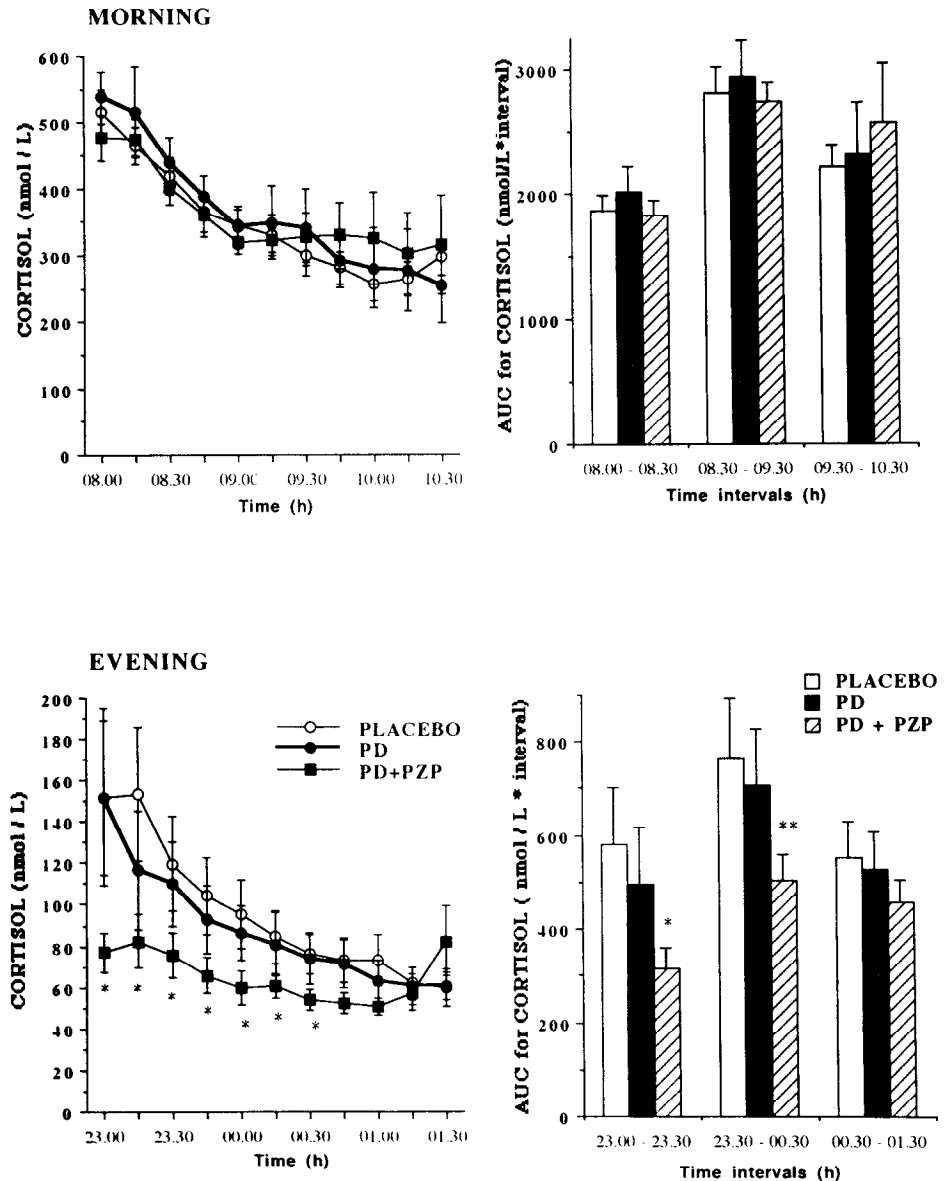 MORNING
CORTISOL (nmol / L)
600
500
400
300
200
100
0
08.00 08.30 09.00 09.30 10.00 10.30
Time (h)
AUC for CORTISOL (nmol/L*interval)
3000
2000
1000
0
08.00 - 08.30 08.30 - 09.30 09.30 - 10.30
Time intervals (h)
EVENING
CORTISOL (nmol / L)
200
180
160
140
120
100
80
60
40
20
0
PLACEBO
PD
PD+PZP
* * * * * * *
23.00 23.30 00.00 00.30 01.00 01.30
Time (h)
PLACEBO
PD
PD + PZP
AUC for CORTISOL ( nmol / L * interval)
800
600
400
200
0
*
**
23.00 - 23.30 23.30 - 00.30 00.30 - 01.30
Time intervals (h)